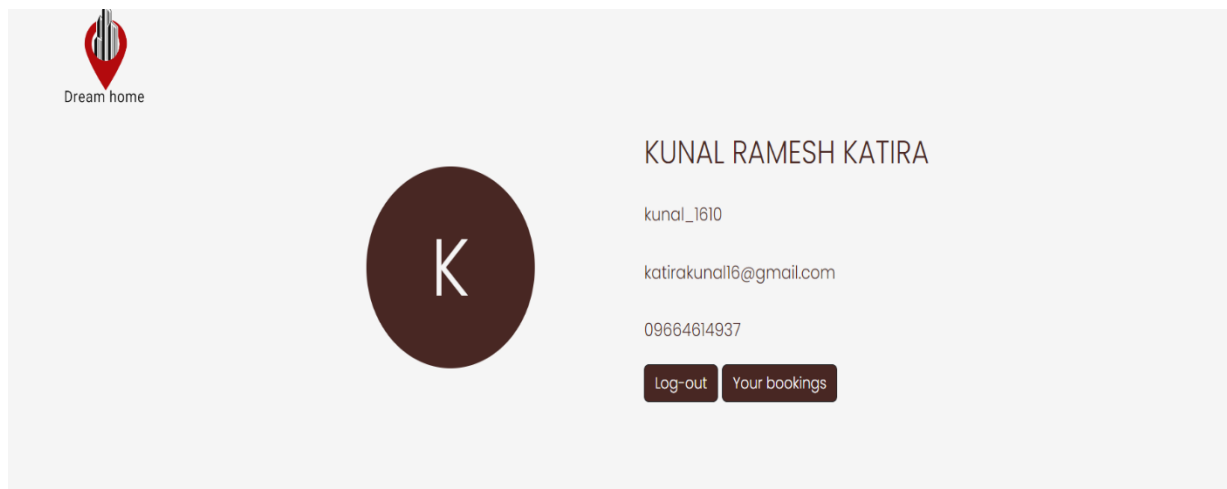 Dream home
KUNAL RAMESH KATIRA
kunal_1610
K
katirakunal16@gmail.com
09664614937
Log-out Your bookings